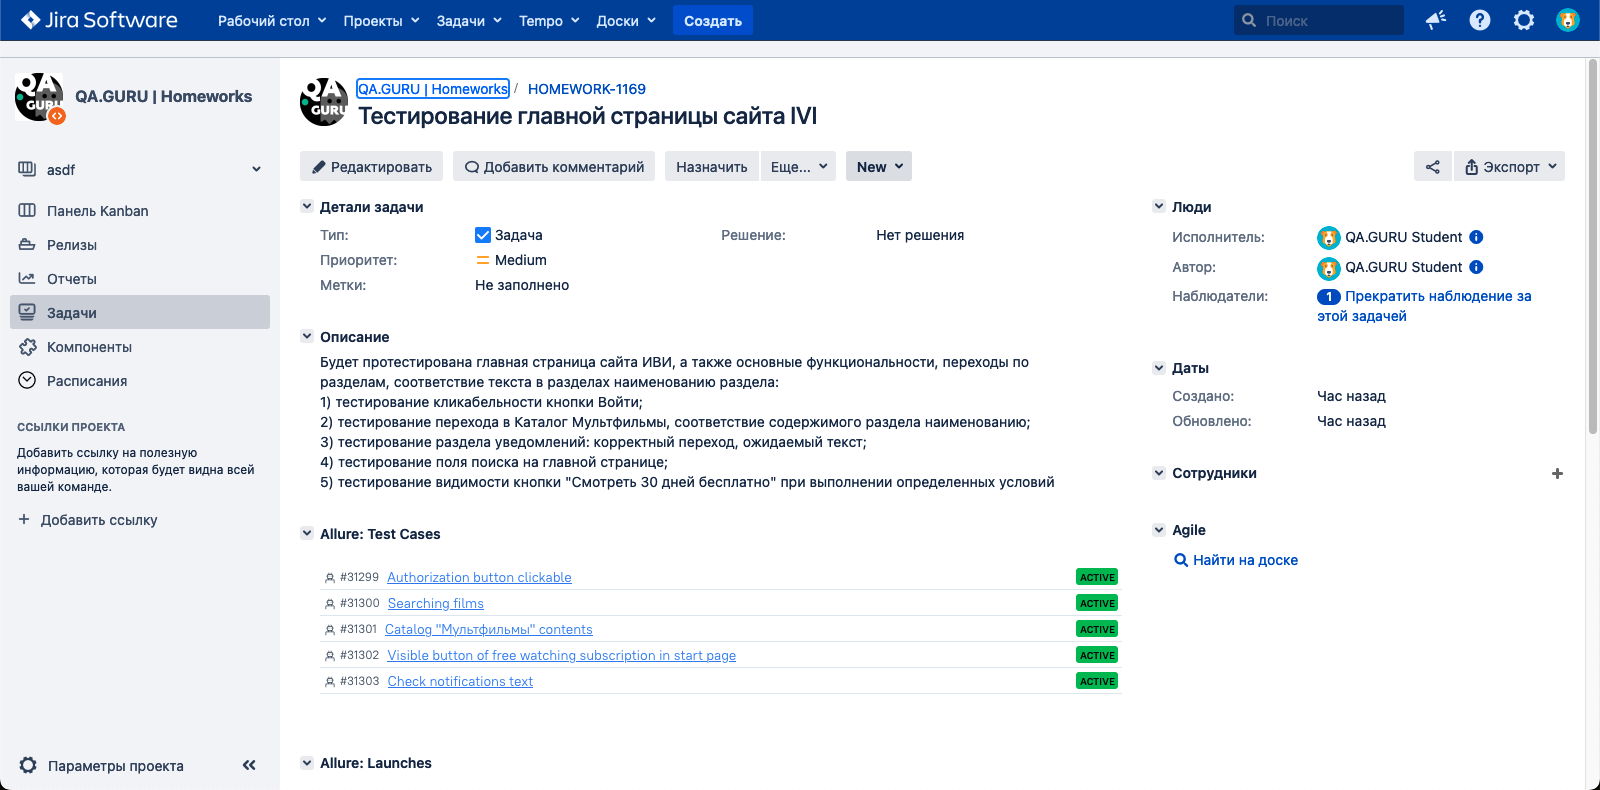 Jira Software
Рабочий стол
Проекты
Задачи
Tempo
Доски
Создать
Поиск
QA.GURU | Homeworks
asdf
Панель Kanban
Релизы
Отчеты
Задачи
Компоненты
Расписания
ССЫЛКИ ПРОЕКТА
Добавить ссылку на полезную
информацию, которая будет видна всей
вашей команде.
Добавить ссылку
Параметры проекта
QA
GURU
QA
GURU
QA.GURU | Homeworks / HOMEWORK-1169
Тестирование главной страницы сайта IVI
Редактировать
Добавить комментарий
Назначить
Еще...
New
Экспорт
Детали задачи
Тип: Задача
Решение: Нет решения
Приоритет: Medium
Метки: Не заполнено
Описание
Будет протестирована главная страница сайта ИВИ, а также основные функциональности, переходы по
разделам, соответствие текста в разделах наименованию раздела:
1) тестирование кликабельности кнопки Войти;
2) тестирование перехода в Каталог Мультфильмы, соответствие содержимого раздела наименованию;
3) тестирование раздела уведомлений: корректный переход, ожидаемый текст;
4) тестирование поля поиска на главной странице;
5) тестирование видимости кнопки "Смотреть 30 дней бесплатно" при выполнении определенных условий
Allure: Test Cases
#31299 Authorization button clickable ACTIVE
#31300 Searching films ACTIVE
#31301 Catalog "Мультфильмы" contents ACTIVE
#31302 Visible button of free watching subscription in start page ACTIVE
#31303 Check notifications text ACTIVE
Allure: Launches
Люди
Исполнитель: QA.GURU Student
Автор: QA.GURU Student
Наблюдатели: 1 Прекратить наблюдение за
этой задачей
Даты
Создано: Час назад
Обновлено: Час назад
Сотрудники
Agile
Найти на доске